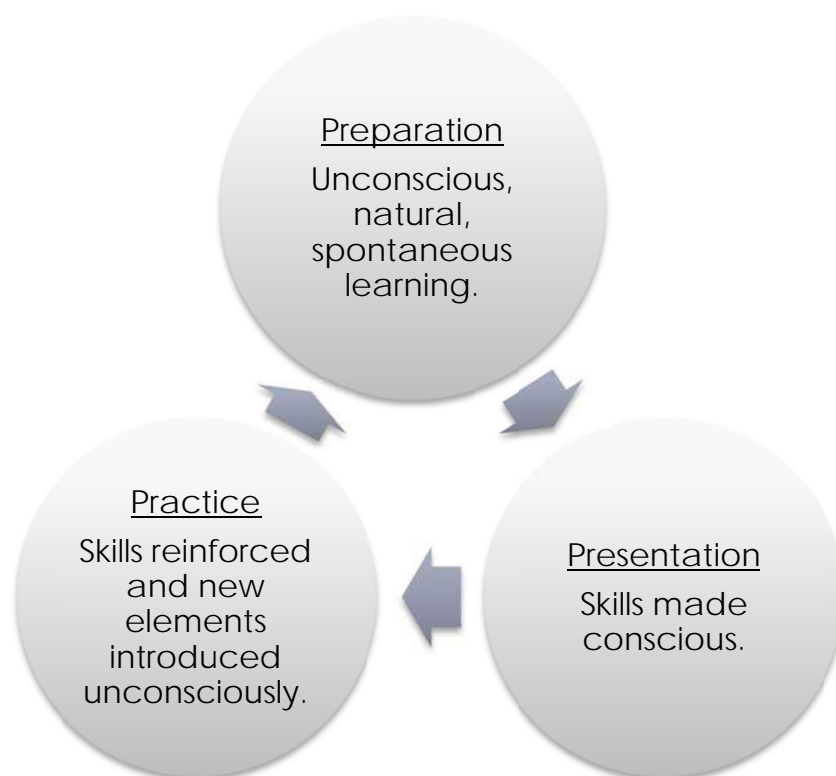 Preparation
Unconscious,
natural,
spontaneous
learning.
Presentation
Skills made
conscious.
Practice
Skills reinforced
and new
elements
introduced
unconsciously.